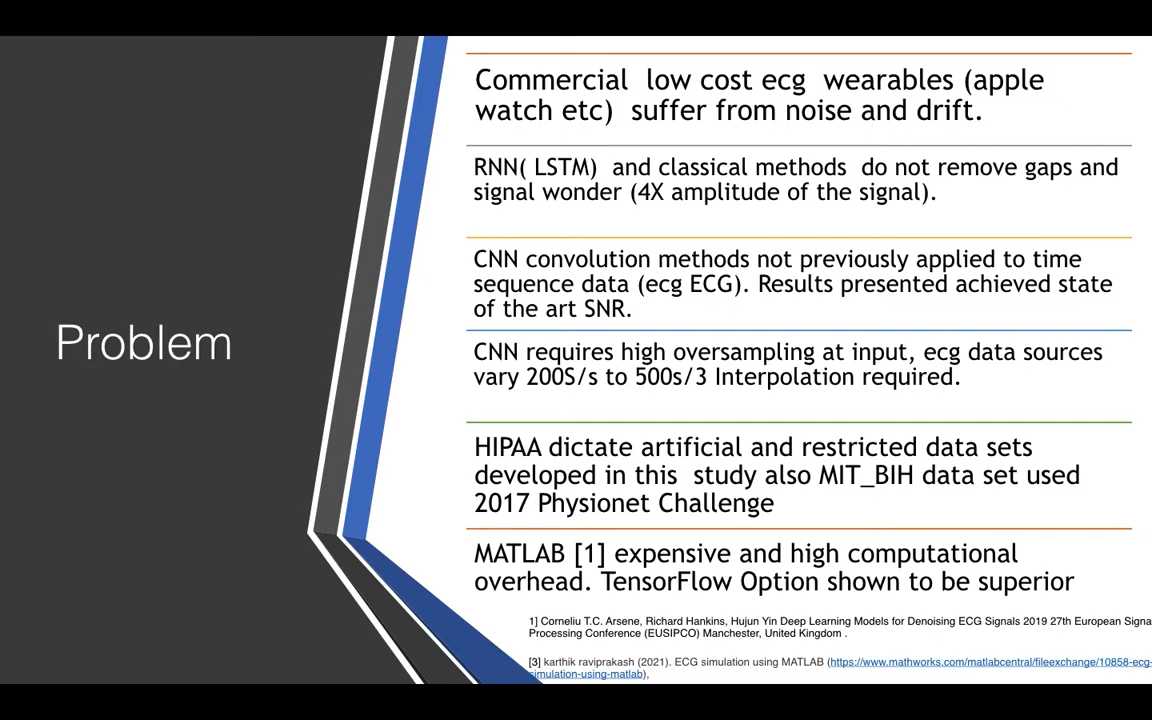 Problem
Commercial low cost ecg wearables (apple
watch etc) suffer from noise and drift.
RNN( LSTM) and classical methods do not remove gaps and
signal wonder (4X amplitude of the signal).
CNN convolution methods not previously applied to time
sequence data (ecg ECG). Results presented achieved state
of the art SNR.
CNN requires high oversampling at input, ecg data sources
vary 200S/s to 500s/3 Interpolation required.
HIPAA dictate artificial and restricted data sets
developed in this study also MIT_BIH data set used
2017 Physionet Challenge
MATLAB [1] expensive and high computational
overhead. TensorFlow Option shown to be superior
1] Corneliu T.C. Arsene, Richard Hankins, Hujun Yin Deep Learning Models for Denoising ECG Signals 2019 27th European Signa
Processing Conference (EUSIPCO) Manchester, United Kingdom .
[3] karthik raviprakash (2021). ECG simulation using MATLAB (https://www.mathworks.com/matlabcentral/fileexchange/10858-ecg-
simulation-using-matlab),